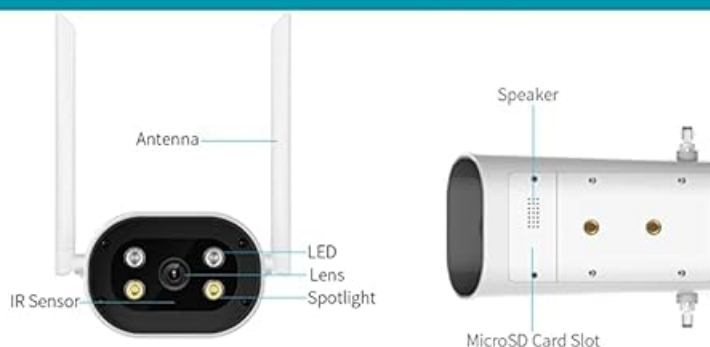 Speaker
Antenna
LED
Lens
IR Sensor
Spotlight
MicroSD Card Slot